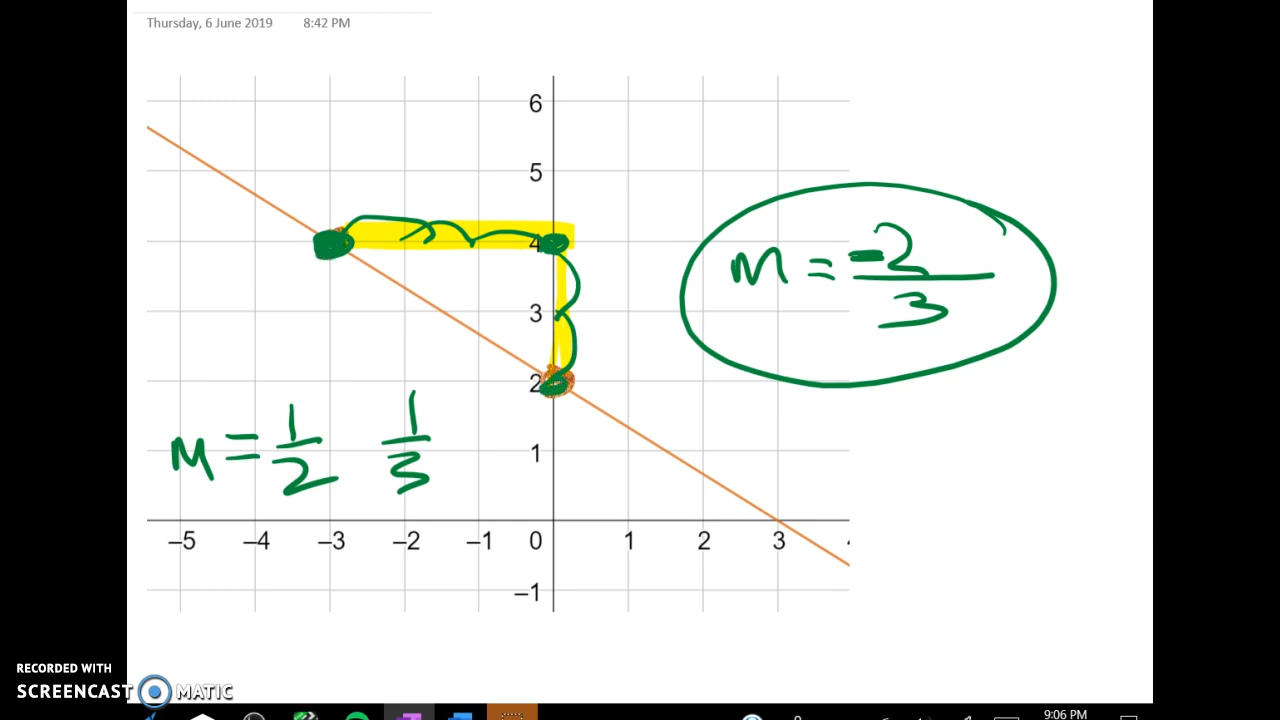 Thursday, 6 June 2019 8:42 PM
6
5
4
3
2
1
–5 –4 –3 –2 –1 0 1 2 3
–1
m = -2
3
m = 1 1
2 3
RECORDED WITH
SCREENCAST MATIC
9:06 PM